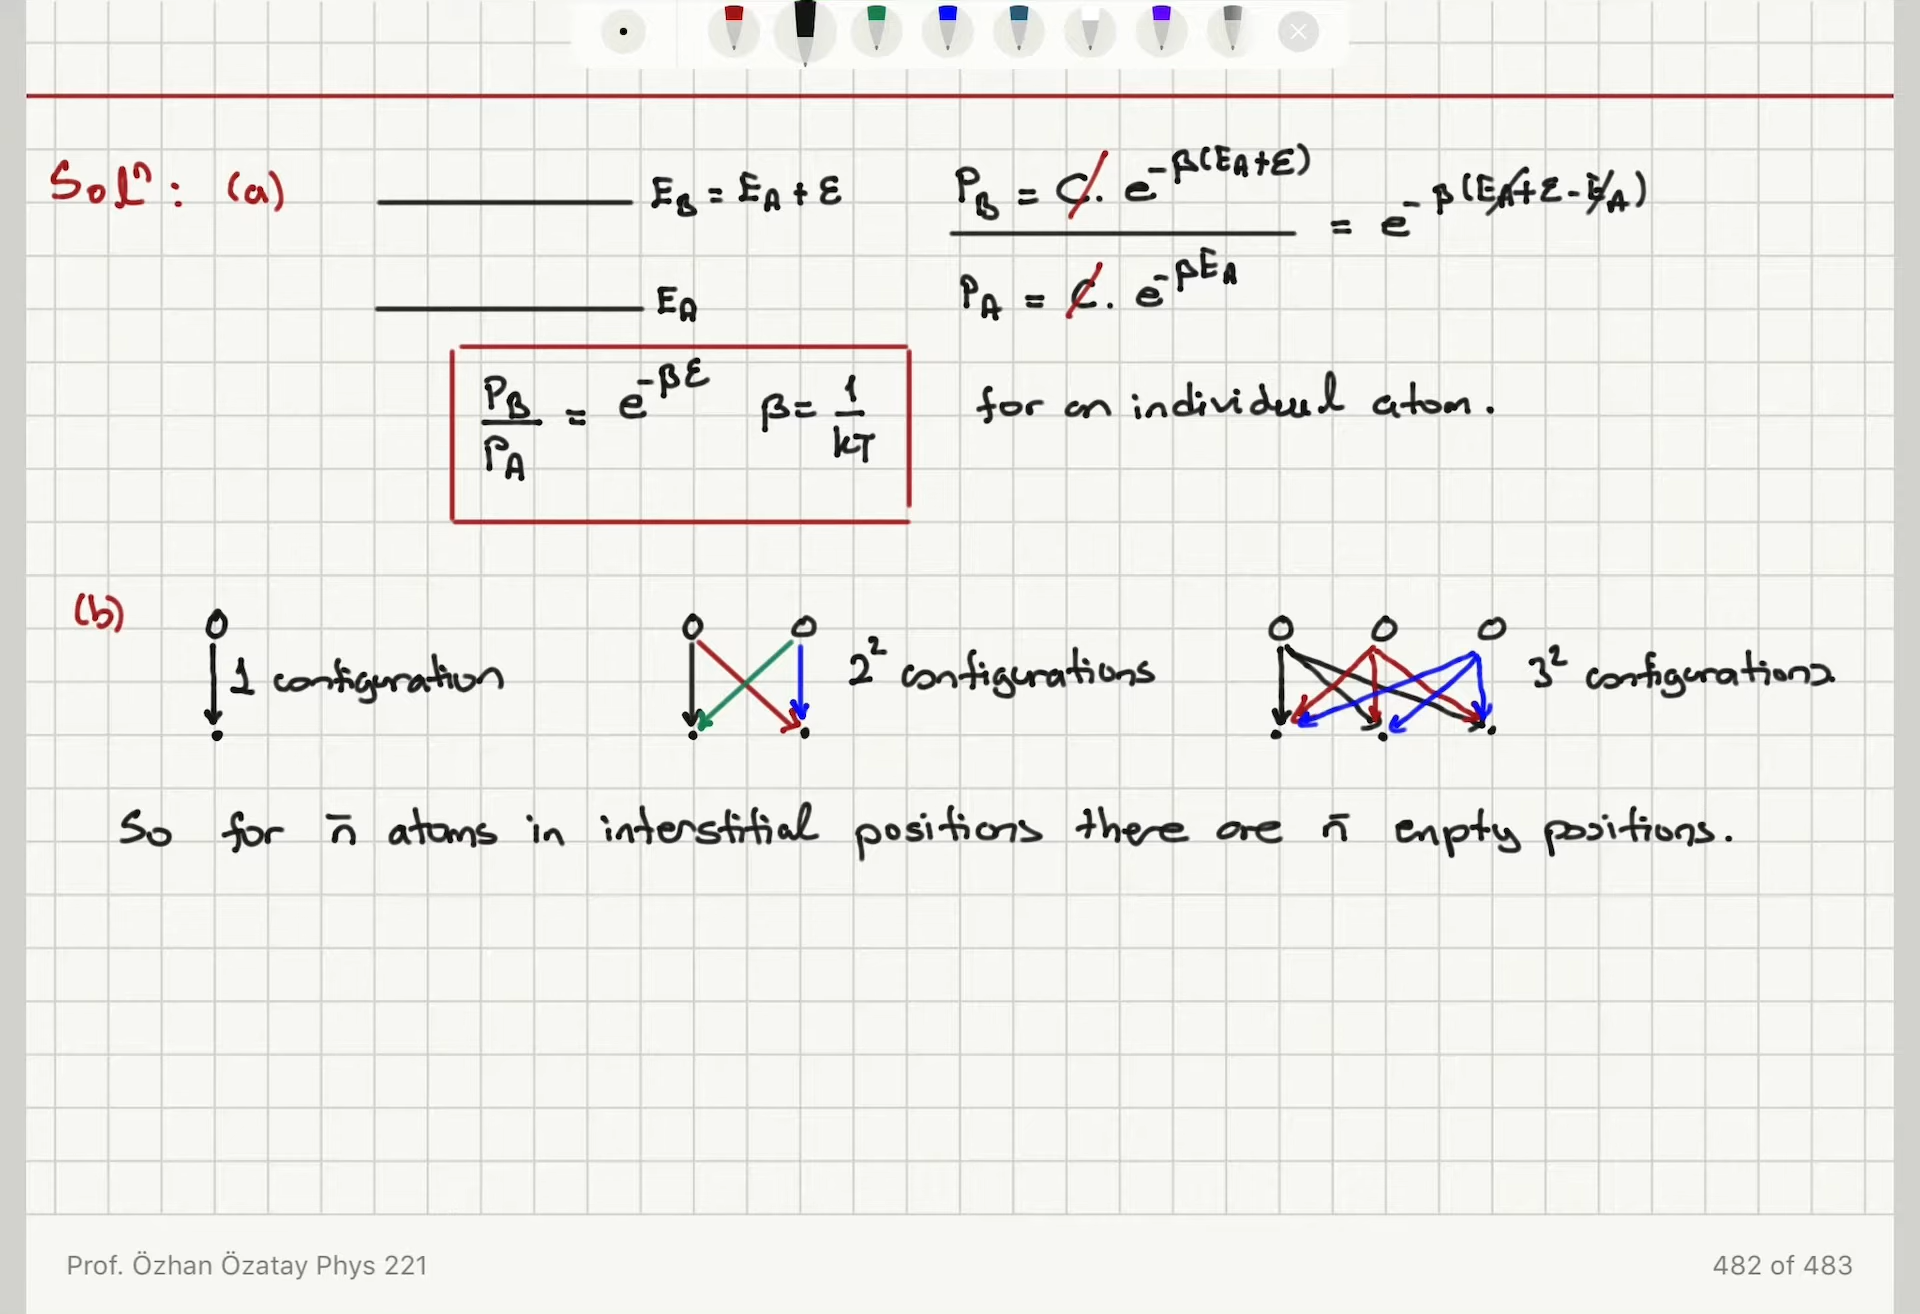 Solⁿ: (a) E_B = E_A + ε P_B = C. e^-β(E_A+ε) = e^-β(E_A+ε-E_A)
E_A P_A = C. e^-βE_A
P_B/P_A = e^-βε β = 1/kT for an individual atom.
(b) 1 configuration 2² configurations 3² configurations.
So for n̄ atoms in interstitial positions there are n̄ empty positions.
Prof. Özhan Özatay Phys 221 482 of 483